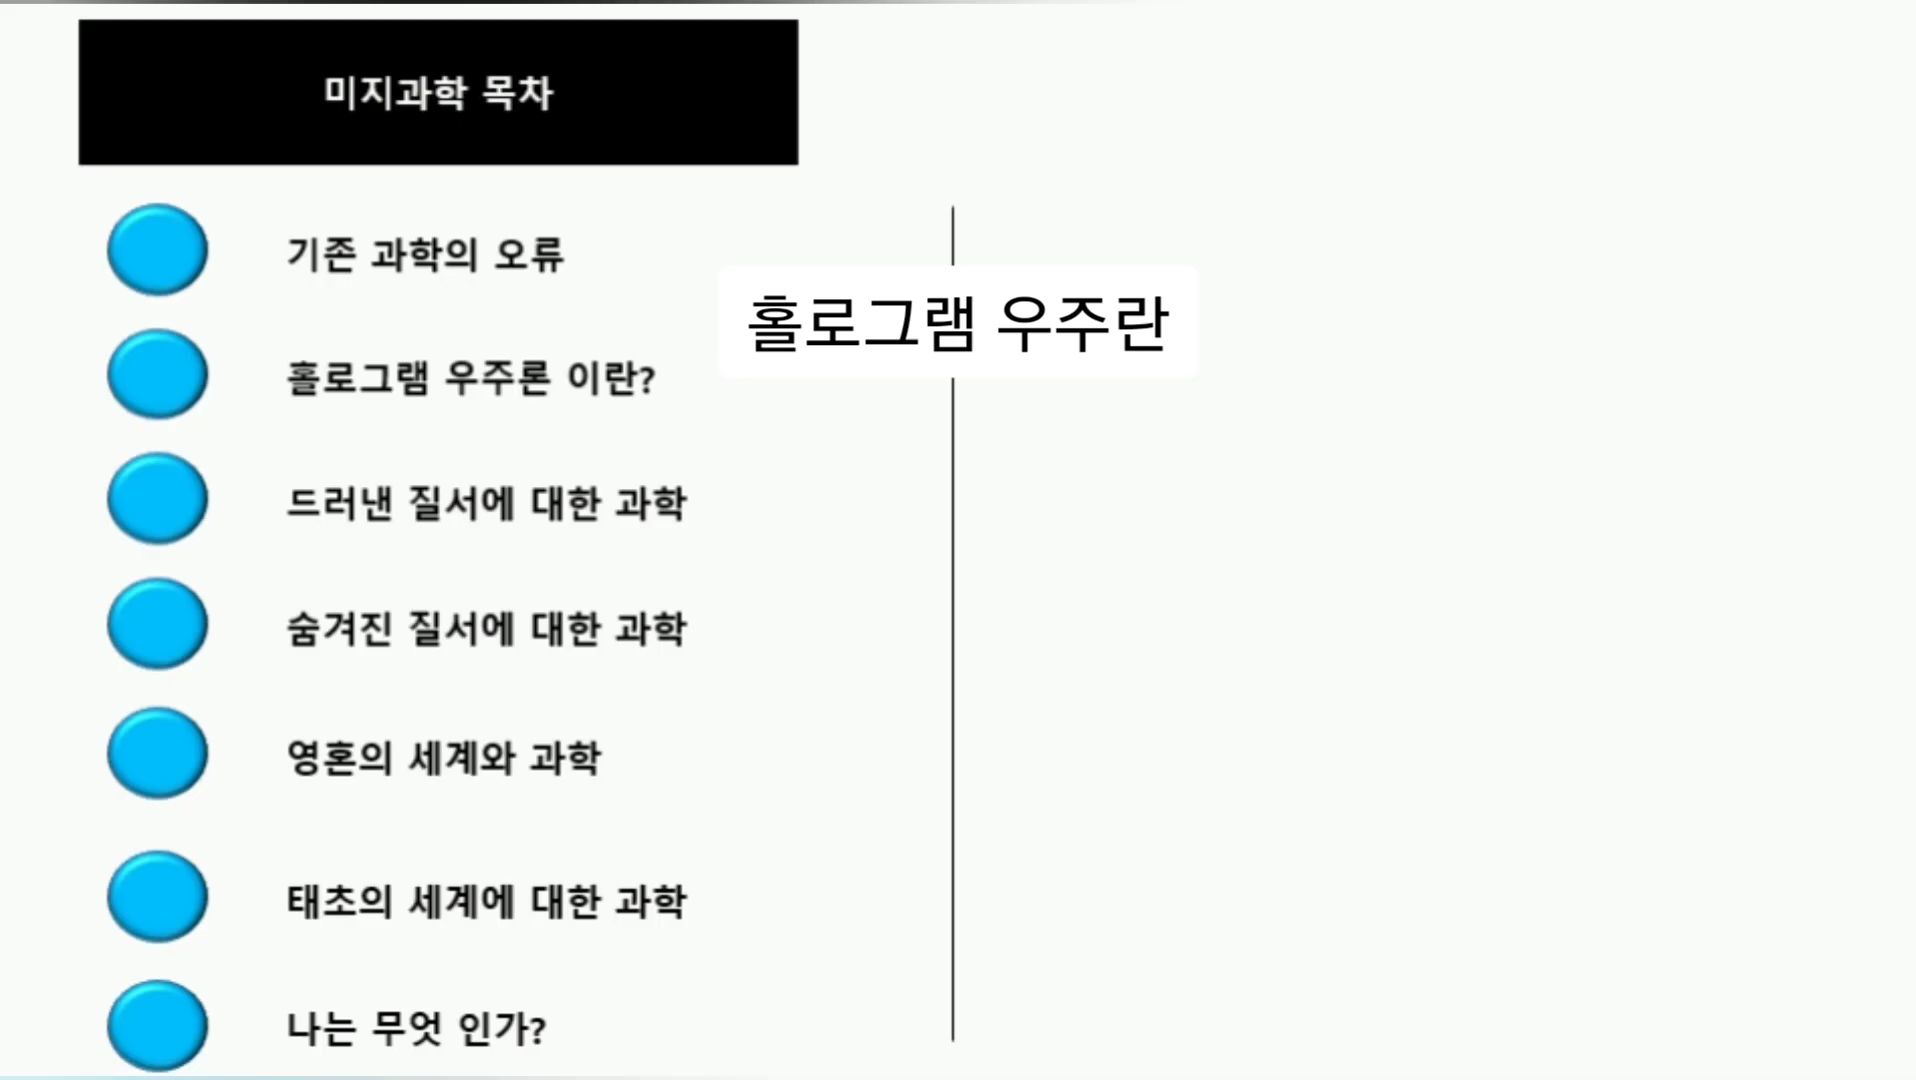 미지과학 목차
기존 과학의 오류
홀로그램 우주란
홀로그램 우주론 이란?
드러낸 질서에 대한 과학
숨겨진 질서에 대한 과학
영혼의 세계와 과학
태초의 세계에 대한 과학
나는 무엇 인가?